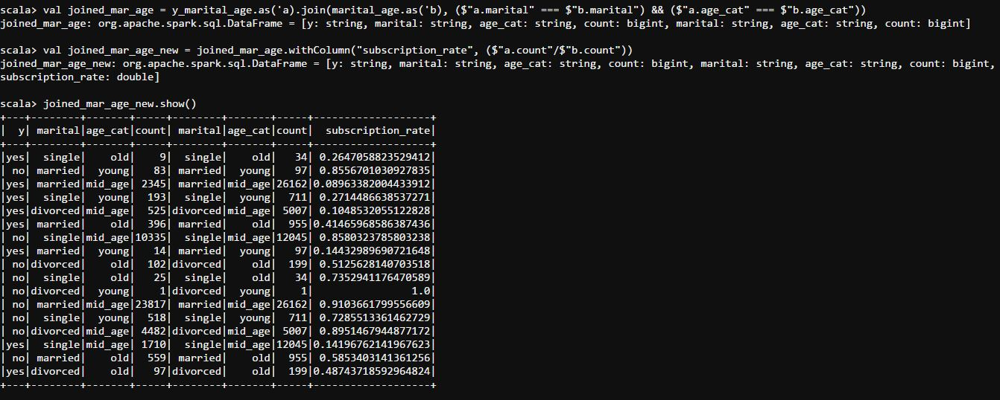 scala> val joined_mar_age = y_marital_age.as('a).join(marital_age.as('b), ($"a.marital" === $"b.marital") && ($"a.age_cat" === $"b.age_cat"))
joined_mar_age: org.apache.spark.sql.DataFrame = [y: string, marital: string, age_cat: string, count: bigint, marital: string, age_cat: string, count: bigint]
scala> val joined_mar_age_new = joined_mar_age.withColumn("subscription_rate", ($"a.count"/$"b.count"))
joined_mar_age_new: org.apache.spark.sql.DataFrame = [y: string, marital: string, age_cat: string, count: bigint, marital: string, age_cat: string, count: bigint,
subscription_rate: double]
scala> joined_mar_age_new.show()
+---+--------+-------+-----+--------+-------+-----+-------------------+
|  y| marital|age_cat|count| marital|age_cat|count|  subscription_rate|
+---+--------+-------+-----+--------+-------+-----+-------------------+
|yes|  single|    old|    9|  single|    old|   34| 0.2647058823529412|
| no| married|  young|   83| married|  young|   97| 0.8556701030927835|
|yes| married|mid_age| 2345| married|mid_age|26162|0.08963382004433912|
|yes|  single|  young|  193|  single|  young|  711| 0.2714486638537271|
|yes|divorced|mid_age|  525|divorced|mid_age| 5007| 0.1048532055122828|
|yes| married|    old|  396| married|    old|  955|0.41465968586387436|
| no|  single|mid_age|10335|  single|mid_age|12045| 0.8580323785803238|
|yes| married|  young|   14| married|  young|   97|0.14432989690721648|
| no|divorced|    old|  102|divorced|    old|  199| 0.5125628140703518|
| no|  single|    old|   25|  single|    old|   34| 0.7352941176470589|
| no|divorced|  young|    1|divorced|  young|    1|                1.0|
| no| married|mid_age|23817| married|mid_age|26162| 0.9103661799556609|
| no|  single|  young|  518|  single|  young|  711| 0.7285513361462729|
| no|divorced|mid_age| 4482|divorced|mid_age| 5007| 0.8951467944877172|
|yes|  single|mid_age| 1710|  single|mid_age|12045|0.14196762141967623|
| no| married|    old|  559| married|    old|  955| 0.5853403141361256|
|yes|divorced|    old|   97|divorced|    old|  199|0.48743718592964824|
+---+--------+-------+-----+--------+-------+-----+-------------------+